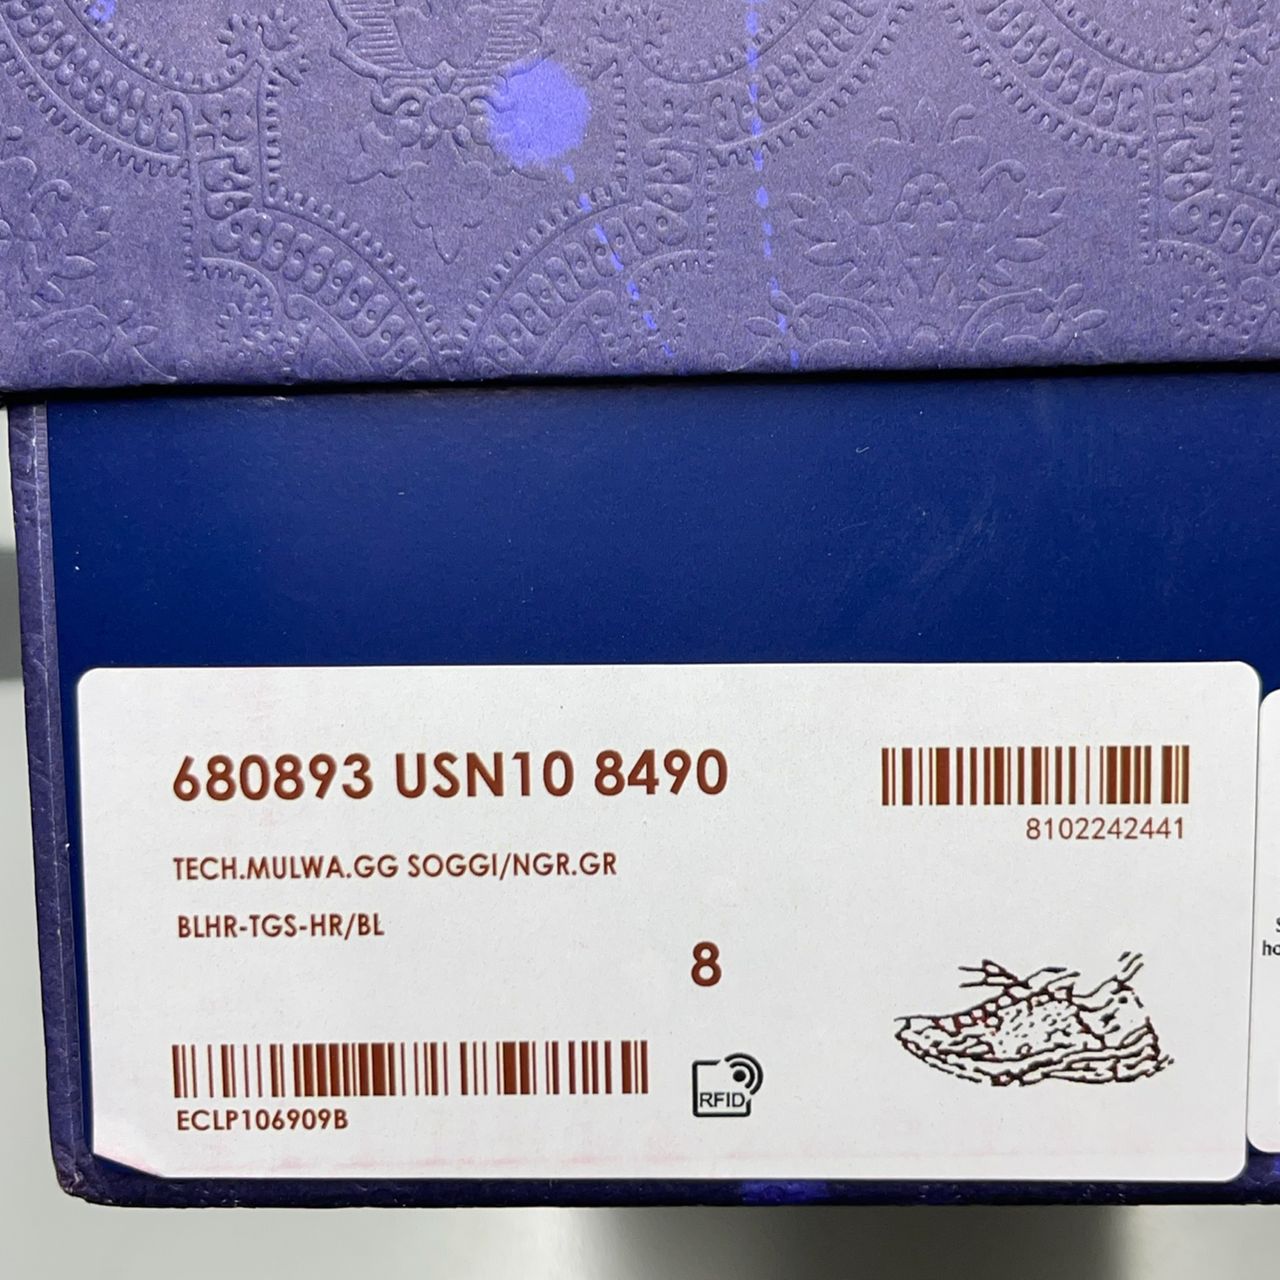 680893 USN10 8490
8102242441
TECH.MULWA.GG SOGGI/NGR.GR
BLHR-TGS-HR/BL
8
ECLP106909B
RFID